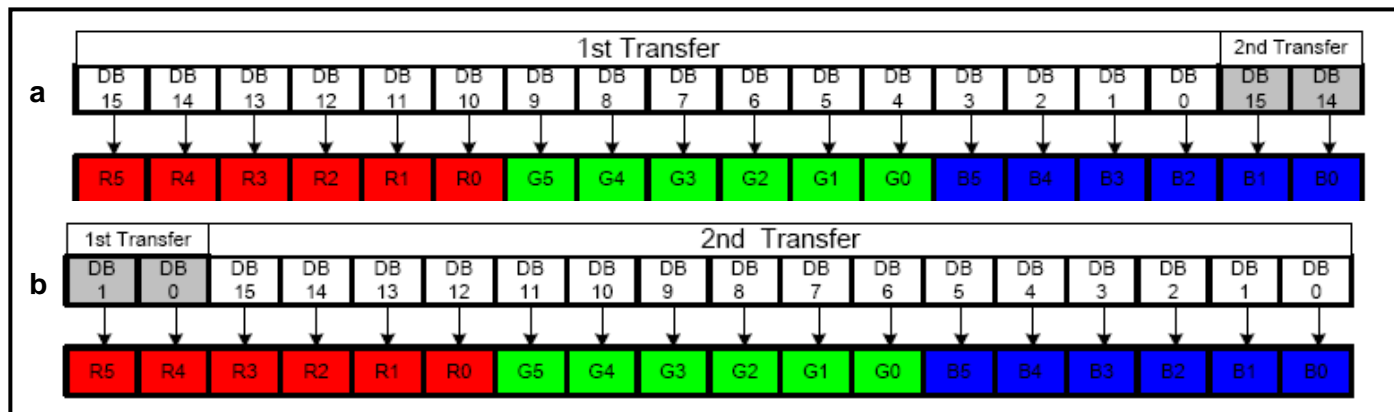 1st Transfer 2nd Transfer
a
DB DB DB DB DB DB DB DB DB DB DB DB DB DB DB DB DB DB
15 14 13 12 11 10 9 8 7 6 5 4 3 2 1 0 15 14
R5 R4 R3 R2 R1 R0 G5 G4 G3 G2 G1 G0 B5 B4 B3 B2 B1 B0
1st Transfer 2nd Transfer
b
DB DB DB DB DB DB DB DB DB DB DB DB DB DB DB DB DB DB
1 0 15 14 13 12 11 10 9 8 7 6 5 4 3 2 1 0
R5 R4 R3 R2 R1 R0 G5 G4 G3 G2 G1 G0 B5 B4 B3 B2 B1 B0